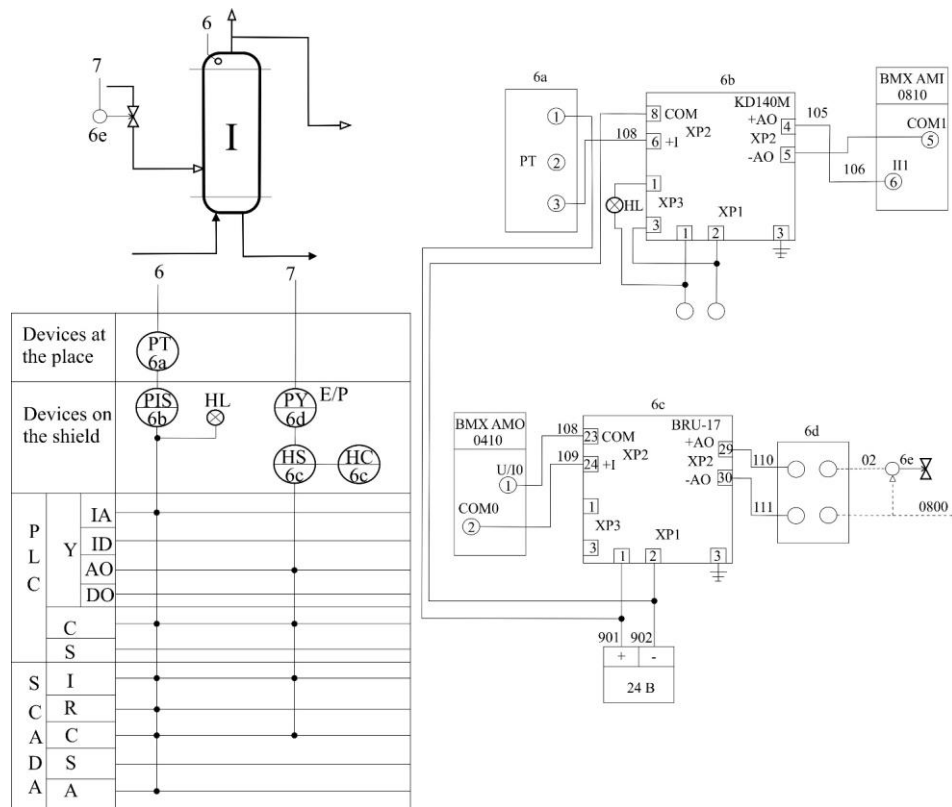 6
7
6e
I
6
7
Devices at
the place
PT
6a
Devices on
the shield
PIS
6b
HL
PY
6d
E/P
HS
6c
HC
6c
P
L
C
Y
IA
ID
AO
DO
C
S
S
C
A
D
A
I
R
C
S
A
6a
1
PT
2
3
108
6b
KD140M
8
COM
XP2
6
+I
+AO
4
XP2
-AO
5
1
XP3
3
HL
XP1
1
2
3
105
106
BMX AMI
0810
COM1
5
II1
6
BMX AMO
0410
U/I0
1
COM0
2
108
109
6c
BRU-17
23
COM
XP2
24
+I
+AO
29
XP2
-AO
30
1
XP3
3
XP1
1
2
3
110
111
6d
02
6e
0800
901
902
+
-
24 B